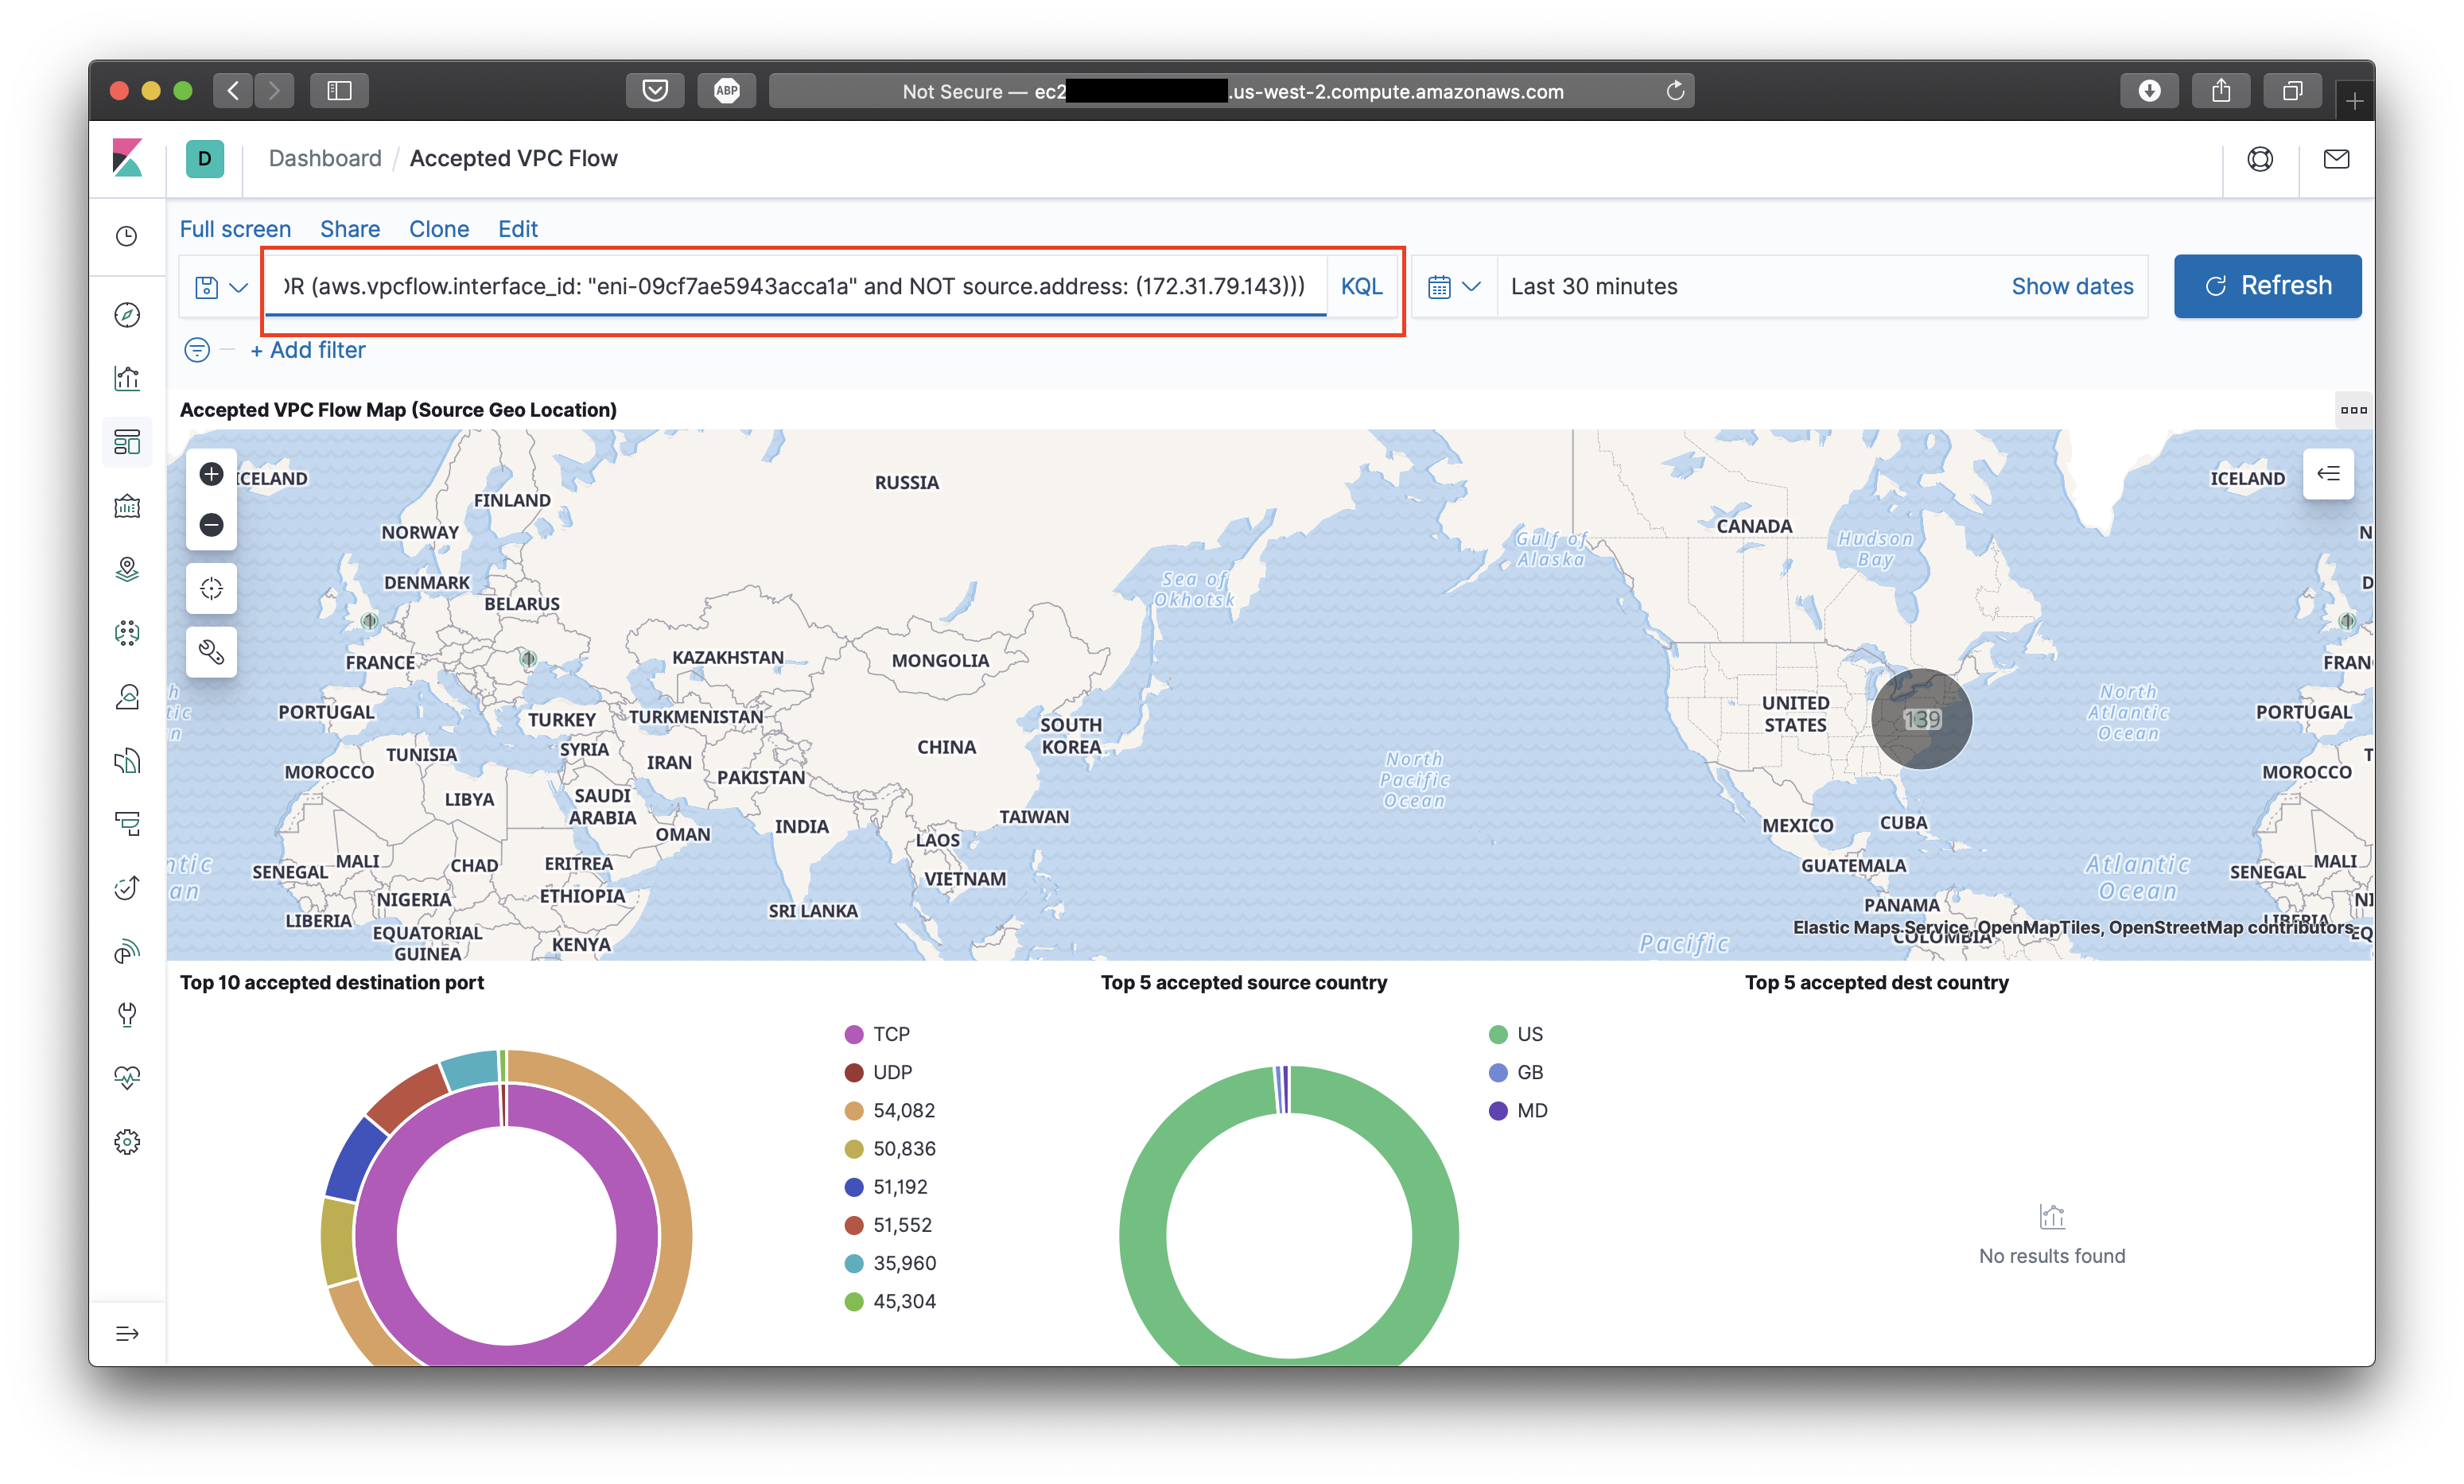 ABP
Not Secure — ec2 .us-west-2.compute.amazonaws.com
D Dashboard / Accepted VPC Flow
Full screen Share Clone Edit
OR (aws.vpcflow.interface_id: "eni-09cf7ae5943acca1a" and NOT source.address: (172.31.79.143))) KQL Last 30 minutes Show dates Refresh
+ Add filter
Accepted VPC Flow Map (Source Geo Location)
ICELAND
RUSSIA
ICELAND
FINLAND
NORWAY
CANADA
Gulf of
Alaska
Hudson
Bay
N
DENMARK
Sea of
Okhotsk
D
BELARUS
FRANCE
KAZAKHSTAN
MONGOLIA
FRAN
PORTUGAL
TURKEY
TURKMENISTAN
SOUTH
KOREA
UNITED
STATES
139
North
Atlantic
Ocean
PORTUGAL
TUNISIA
SYRIA
IRAN
CHINA
North
Pacific
Ocean
T
MOROCCO
PAKISTAN
MOROCCO
LIBYA
SAUDI
ARABIA
OMAN
INDIA
TAIWAN
MEXICO
CUBA
LAOS
ntic
an
SENEGAL
MALI
CHAD
ERITREA
VIETNAM
GUATEMALA
Atlantic
Ocean
SENEGAL
MALI
NIGERIA
ETHIOPIA
PANAMA
NI
LIBERIA
SRI LANKA
LIBERIA
EQUATORIAL
GUINEA
KENYA
Pacific
COLOMBIA
EQ
Elastic Maps Service, OpenMapTiles, OpenStreetMap contributors
Top 10 accepted destination port
TCP
UDP
54,082
50,836
51,192
51,552
35,960
45,304
Top 5 accepted source country
US
GB
MD
Top 5 accepted dest country
No results found